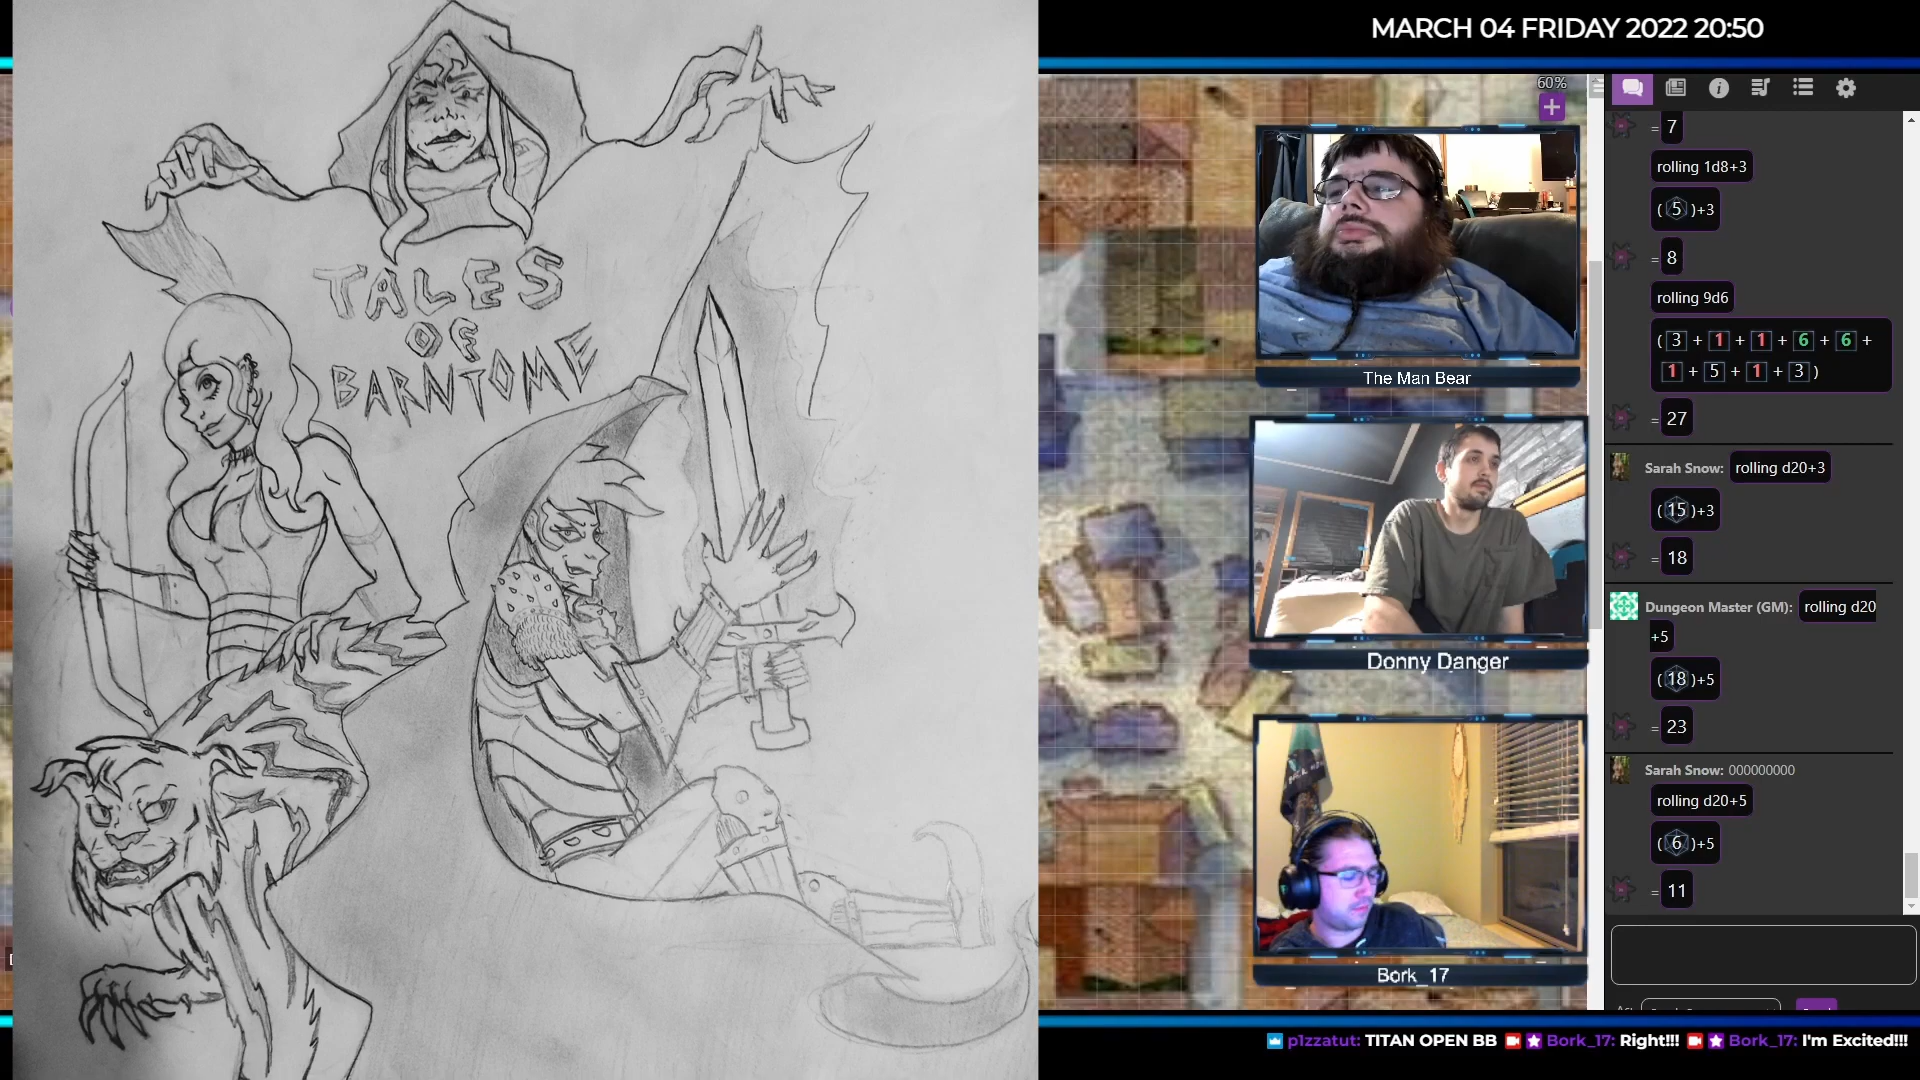 MARCH 04 FRIDAY 2022 20:50
TALES
OF
BARNTOME
60%
The Man Bear
Donny Danger
Bork_17
= 7
rolling 1d8+3
(5)+3
= 8
rolling 9d6
(3 + 1 + 1 + 6 + 6 +
1 + 5 + 1 + 3)
= 27
Sarah Snow: rolling d20+3
(15)+3
= 18
Dungeon Master (GM): rolling d20
+5
(18)+5
= 23
Sarah Snow: 000000000
rolling d20+5
(6)+5
= 11
p1zzatut: TITAN OPEN BB Bork_17: Right!!! Bork_17: I'm Excited!!!